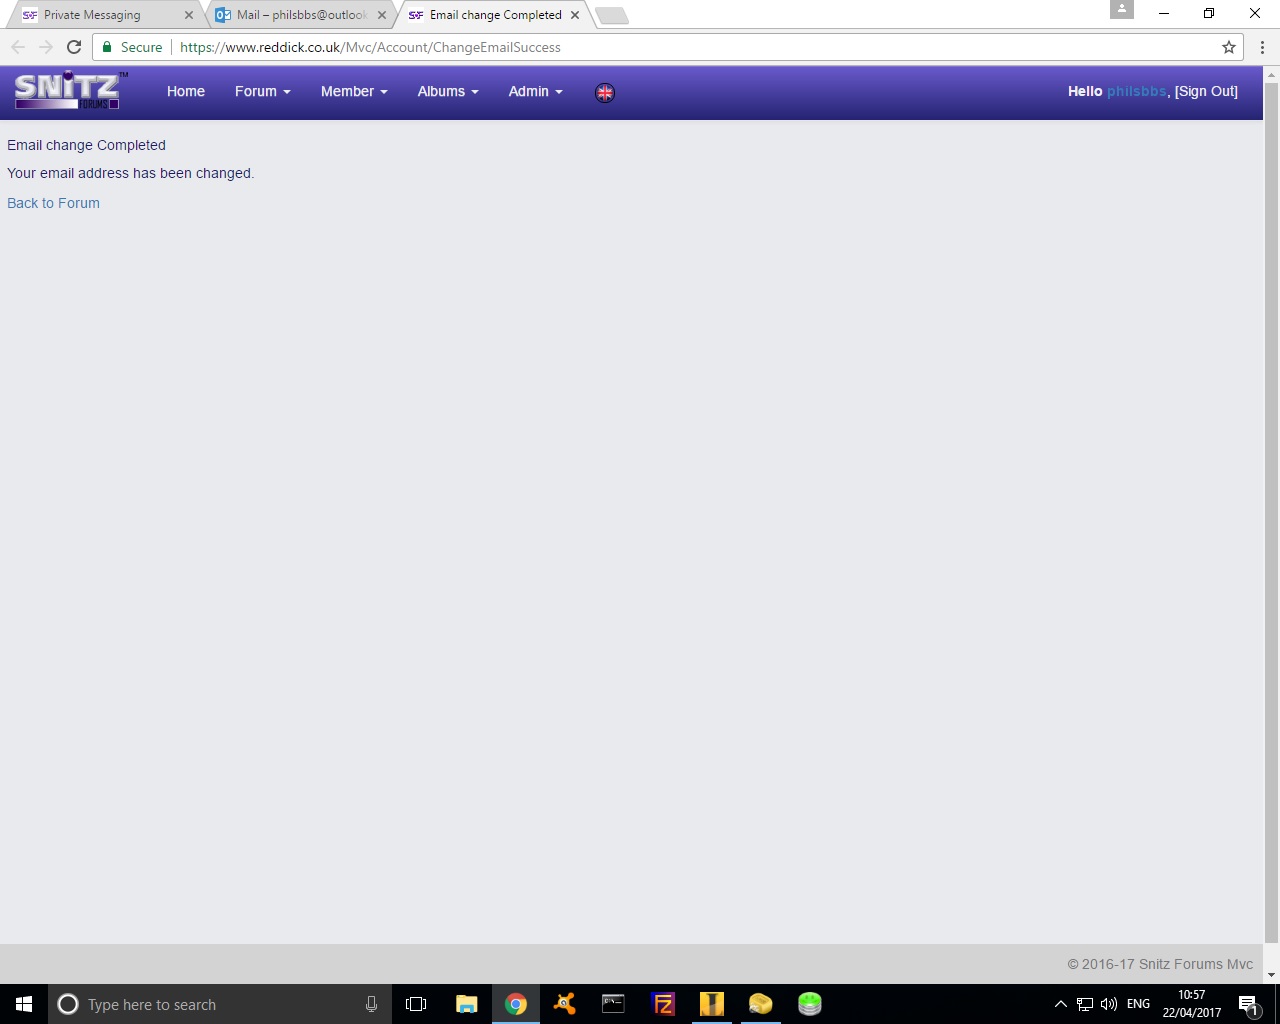 Private Messaging
Mail – philsbbs@outlook
Email change Completed
Secure
https://www.reddick.co.uk/Mvc/Account/ChangeEmailSuccess
SNiTZ™
FORUMS
Home
Forum
Member
Albums
Admin
Hello philsbbs, [Sign Out]
Email change Completed
Your email address has been changed.
Back to Forum
© 2016-17 Snitz Forums Mvc
Type here to search
ENG
10:57
22/04/2017
1